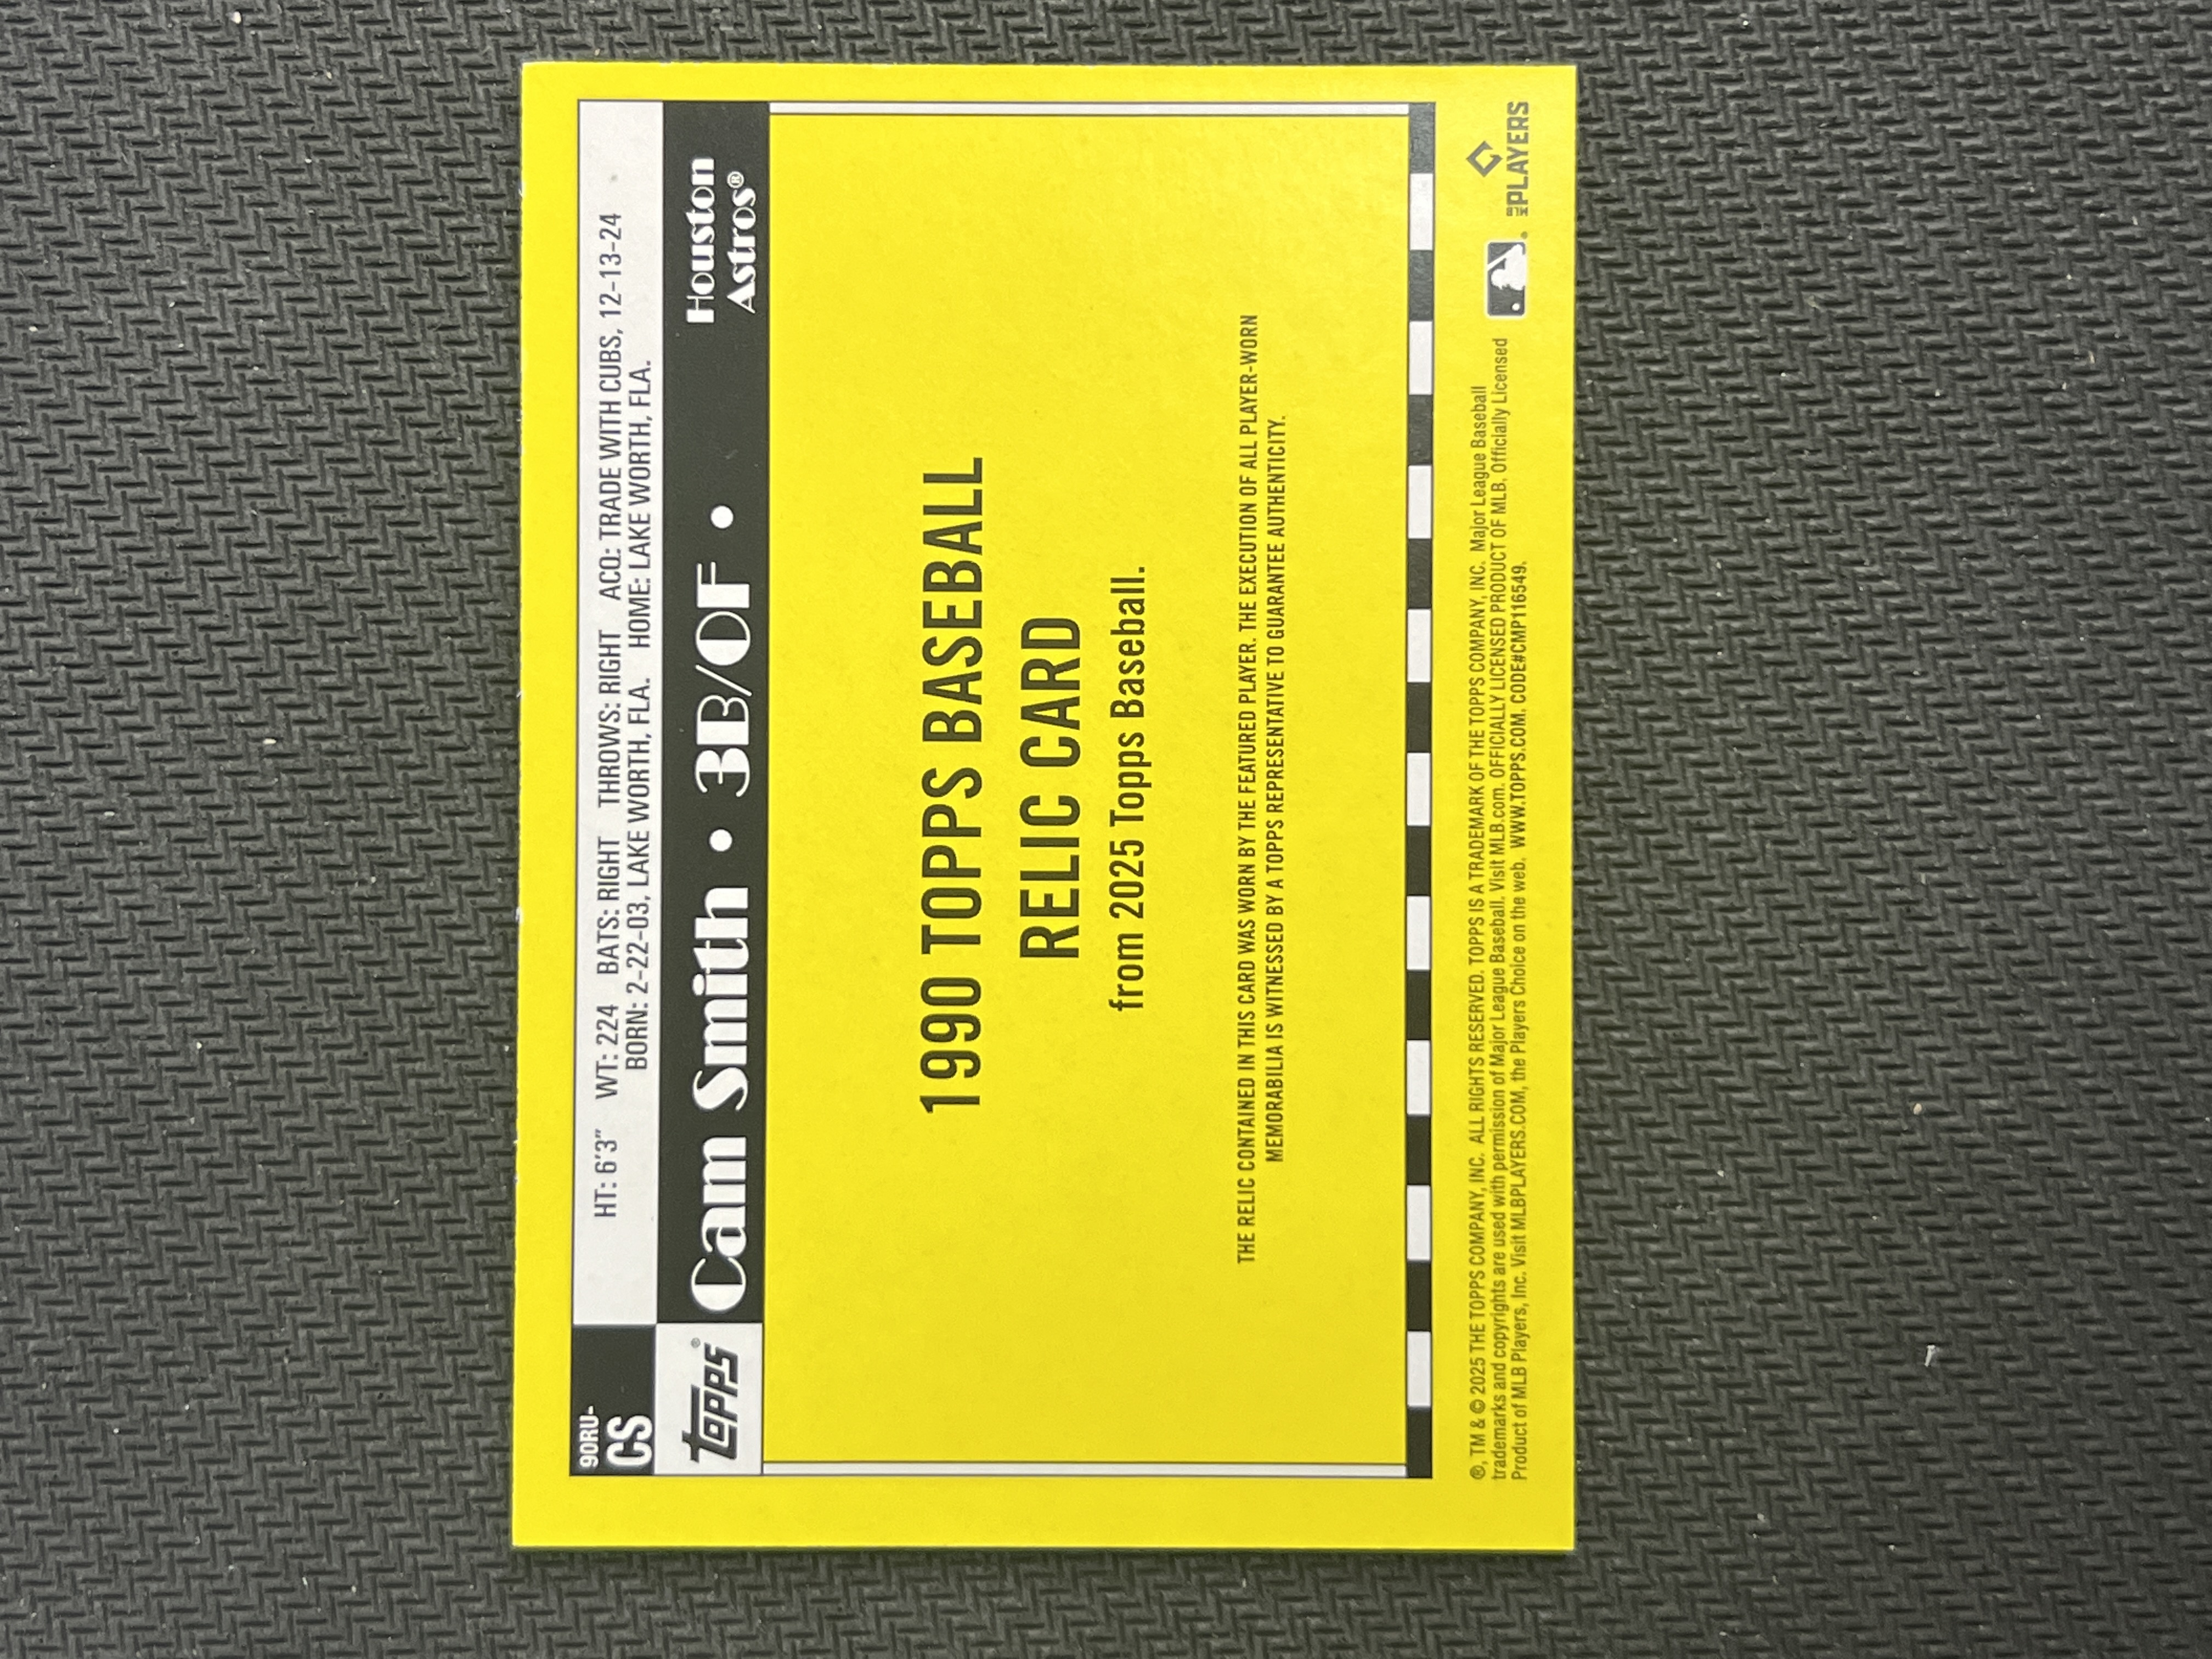 90RU-
CS
HT: 6'3" WT: 224 BATS: RIGHT THROWS: RIGHT ACQ.: TRADE WITH CUBS, 12-13-24
BORN: 2-22-03, LAKE WORTH, FLA. HOME: LAKE WORTH, FLA.
Topps®
Cam Smith • 3B/OF •
Houston
Astros®
1990 TOPPS BASEBALL
RELIC CARD
from 2025 Topps Baseball.
THE RELIC CONTAINED IN THIS CARD WAS WORN BY THE FEATURED PLAYER. THE EXECUTION OF ALL PLAYER-WORN
MEMORABILIA IS WITNESSED BY A TOPPS REPRESENTATIVE TO GUARANTEE AUTHENTICITY.
®, TM & © 2025 THE TOPPS COMPANY, INC. ALL RIGHTS RESERVED. TOPPS IS A TRADEMARK OF THE TOPPS COMPANY, INC. Major League Baseball
trademarks and copyrights are used with permission of Major League Baseball. Visit MLB.com. OFFICIALLY LICENSED PRODUCT OF MLB. Officially Licensed
Product of MLB Players, Inc. Visit MLBPLAYERS.COM, the Players Choice on the web. WWW.TOPPS.COM. CODE#CMP116549.
MLB PLAYERS